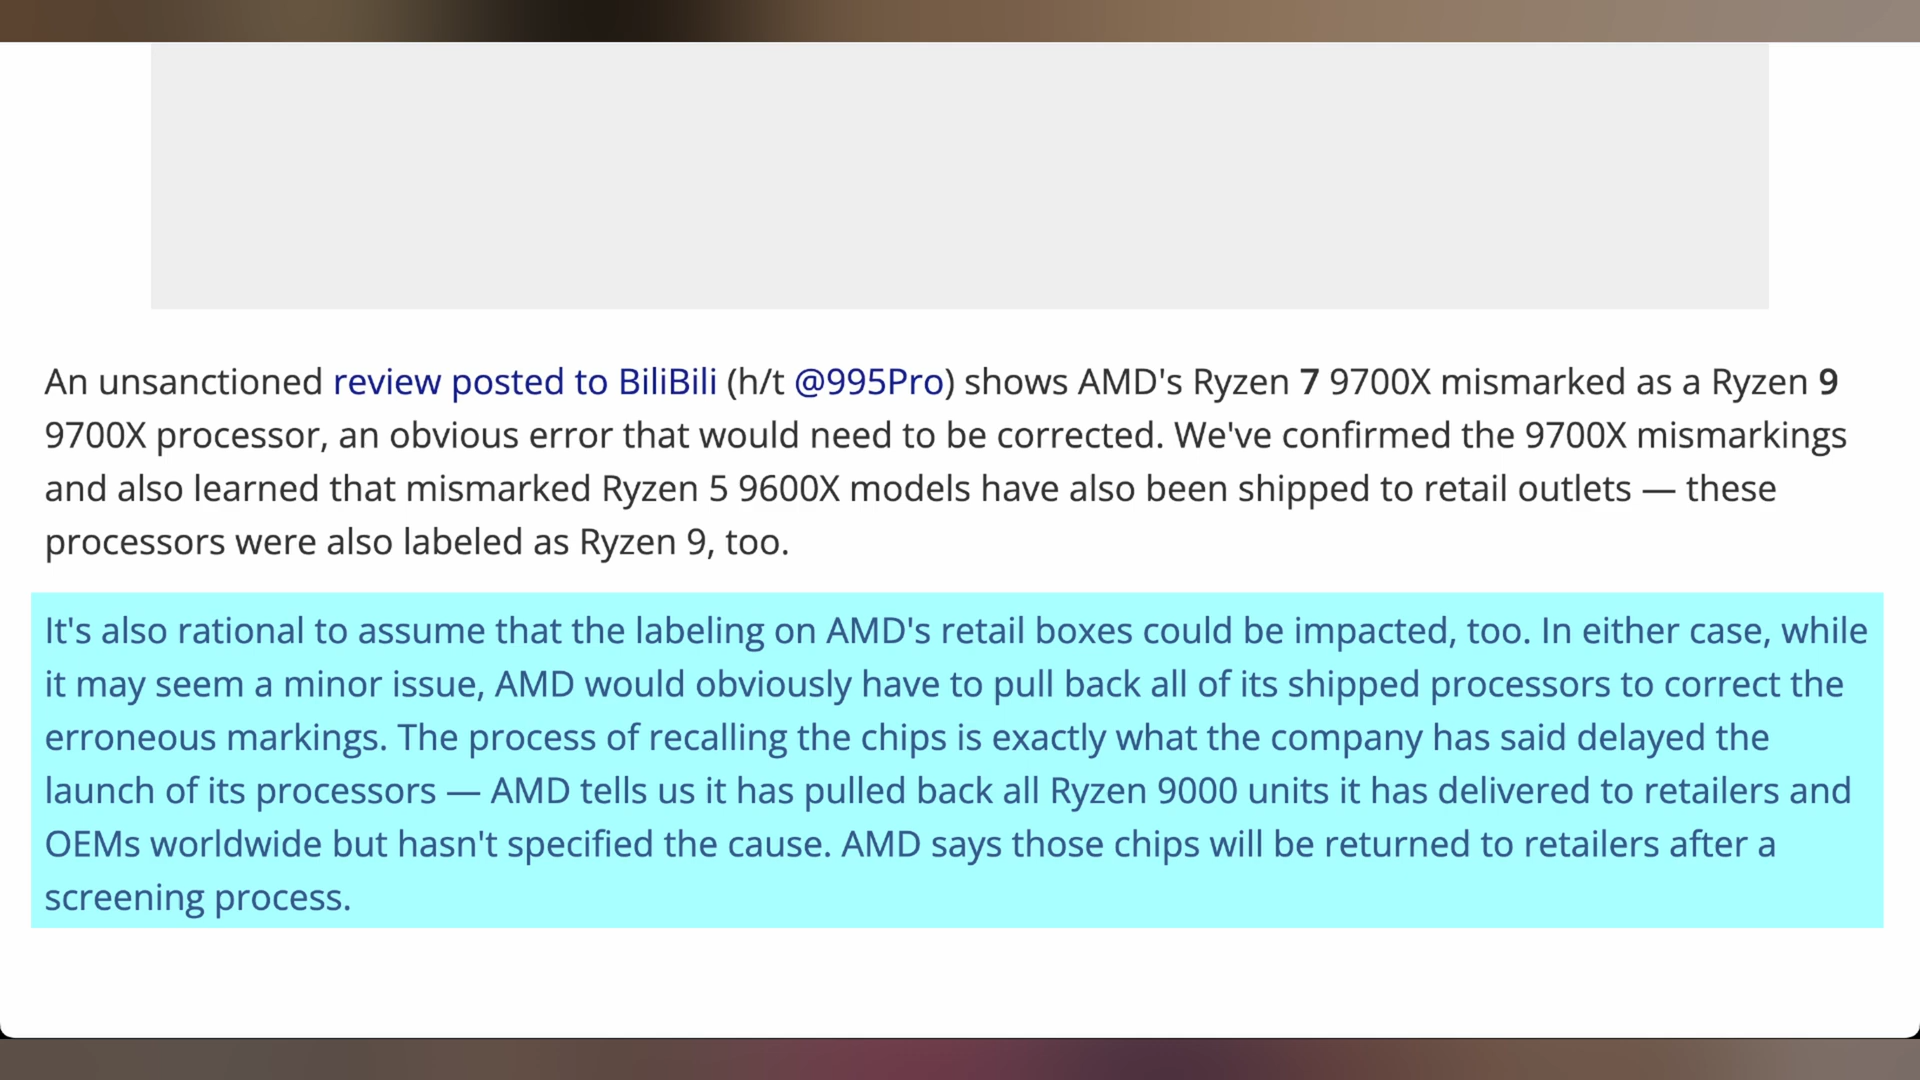 An unsanctioned review posted to BiliBili (h/t @995Pro) shows AMD's Ryzen 7 9700X mismarked as a Ryzen 9
9700X processor, an obvious error that would need to be corrected. We've confirmed the 9700X mismarkings
and also learned that mismarked Ryzen 5 9600X models have also been shipped to retail outlets — these
processors were also labeled as Ryzen 9, too.
It's also rational to assume that the labeling on AMD's retail boxes could be impacted, too. In either case, while
it may seem a minor issue, AMD would obviously have to pull back all of its shipped processors to correct the
erroneous markings. The process of recalling the chips is exactly what the company has said delayed the
launch of its processors — AMD tells us it has pulled back all Ryzen 9000 units it has delivered to retailers and
OEMs worldwide but hasn't specified the cause. AMD says those chips will be returned to retailers after a
screening process.